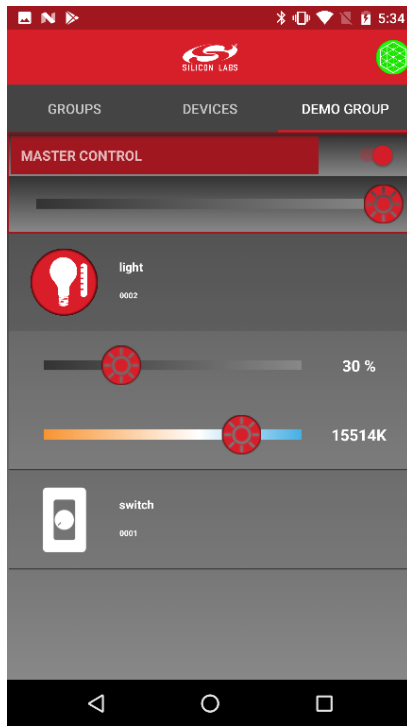 5:34
SILICON LABS
GROUPS DEVICES DEMO GROUP
MASTER CONTROL
light
0002
30 %
15514K
switch
0001